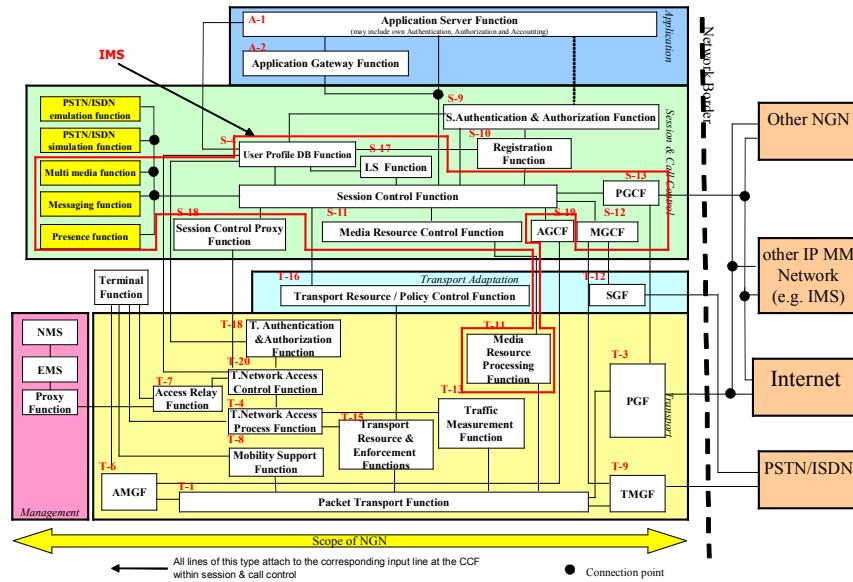 A-1
Application Server Function
(may include own Authentication, Authorization and Accounting)
A-2
Application Gateway Function
Application
Network Border
IMS
PSTN/ISDN
emulation function
PSTN/ISDN
simulation function
Multi media function
Messaging function
Presence function
S-9
S.Authentication & Authorization Function
S-10
Registration
Function
S-4
User Profile DB Function
S-17
LS Function
Session & Call Control
S-13
PGCF
Session Control Function
S-18
Session Control Proxy
Function
S-11
Media Resource Control Function
S-19
AGCF
S-12
MGCF
Other NGN
other IP MM
Network
(e.g. IMS)
Internet
PSTN/ISDN
Terminal
Function
Transport Adaptation
T-16
Transport Resource / Policy Control Function
T-12
SGF
NMS
EMS
Proxy
Function
Management
T-18
T. Authentication
&Authorization
Function
T-11
Media
Resource
Processing
Function
T-20
T.Network Access
Control Function
T-7
Access Relay
Function
T-4
T.Network Access
Process Function
T-13
Traffic
Measurement
Function
T-15
Transport
Resource &
Enforcement
Functions
T-3
PGF
Transport
T-8
Mobility Support
Function
T-6
AMGF
T-1
Packet Transport Function
T-9
TMGF
Scope of NGN
All lines of this type attach to the corresponding input line at the CCF
within session & call control
Connection point